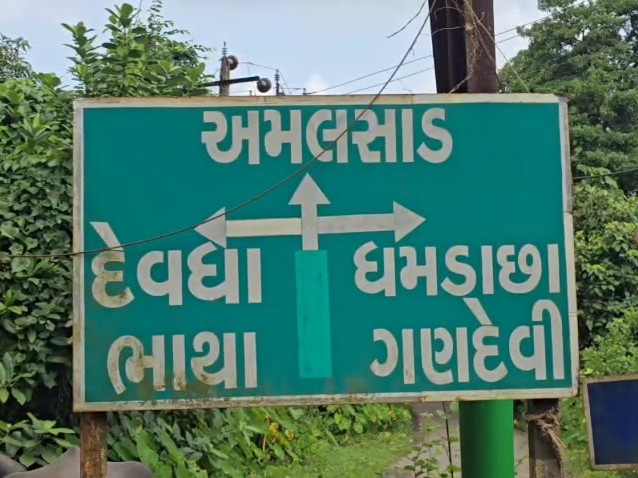 અમલસાડ
દેવધા
ધમડાછા
ભાથા
ગણદેવી